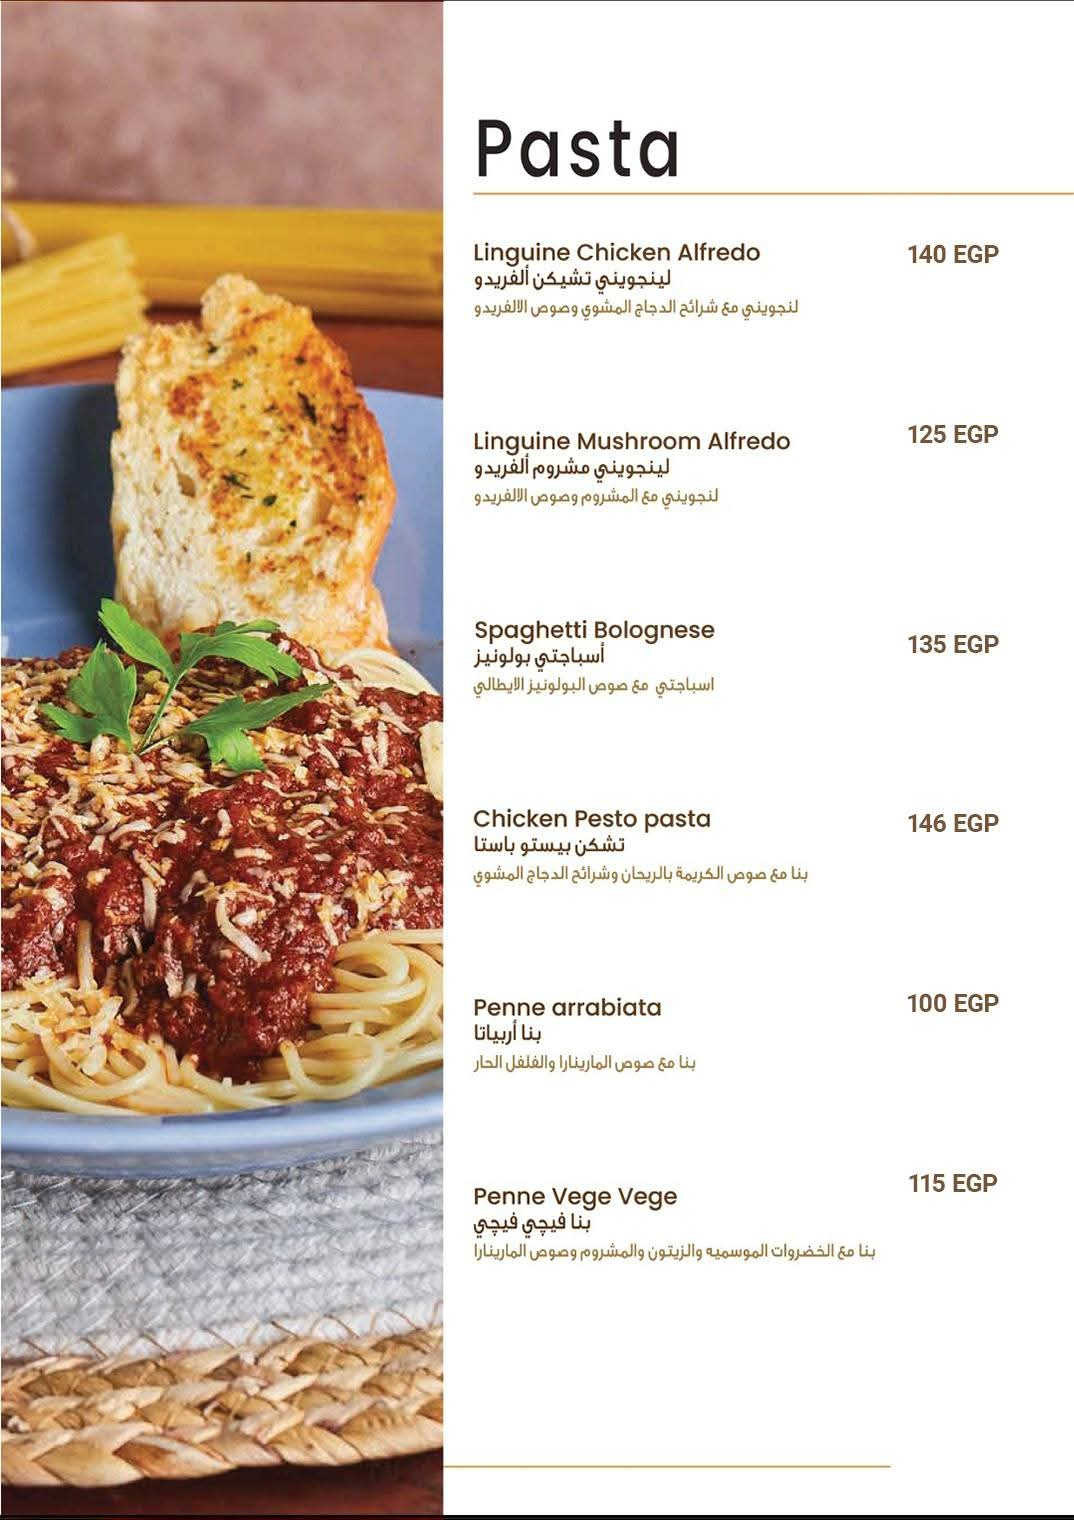 Pasta
Linguine Chicken Alfredo
140 EGP
لينجويني تشيكن ألفريدو
لنجويني مع شرائح الدجاج المشوي وصوص الالفريدو
Linguine Mushroom Alfredo
125 EGP
لينجويني مشروم ألفريدو
لنجويني مع المشروم وصوص الالفريدو
Spaghetti Bolognese
135 EGP
أسباجتي بولونيز
اسباجتي مع صوص البولونيز الايطالي
Chicken Pesto pasta
146 EGP
تشكن بيستو باستا
بنا مع صوص الكريمة بالريحان وشرائح الدجاج المشوي
Penne arrabiata
100 EGP
بنا أربياتا
بنا مع صوص المارينارا والفلفل الحار
Penne Vege Vege
115 EGP
بنا فيچي فيچي
بنا مع الخضروات الموسميه والزيتون والمشروم وصوص المارينارا